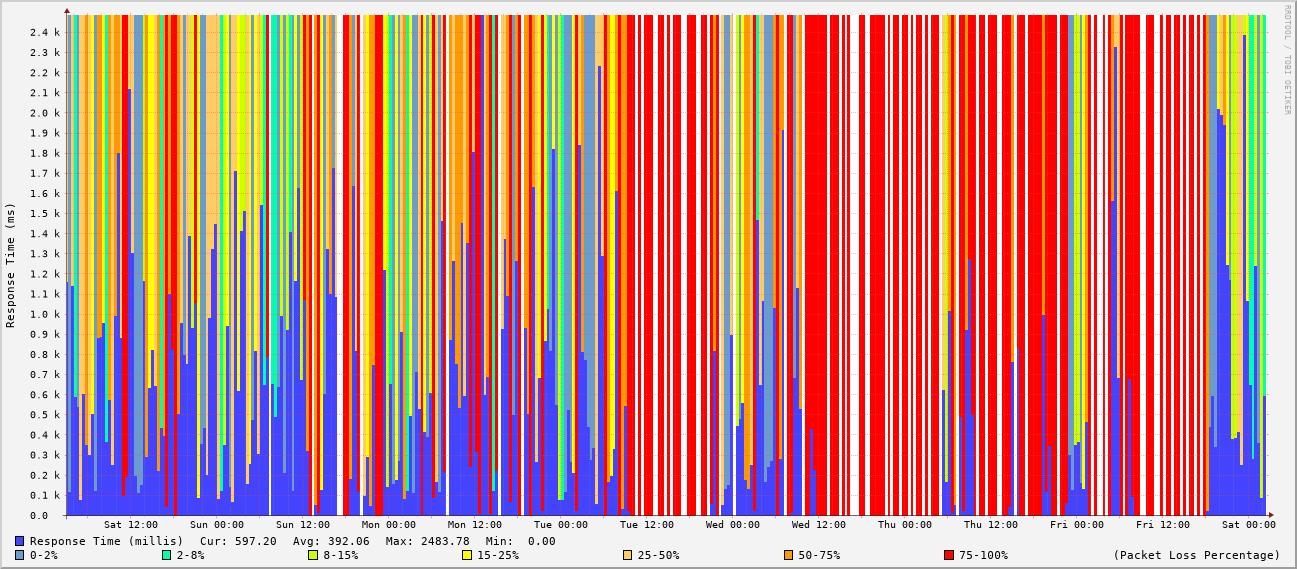 RRDTOOL / TOBI OETIKER
Response Time (ms)
2.4 k
2.3 k
2.2 k
2.1 k
2.0 k
1.9 k
1.8 k
1.7 k
1.6 k
1.5 k
1.4 k
1.3 k
1.2 k
1.1 k
1.0 k
0.9 k
0.8 k
0.7 k
0.6 k
0.5 k
0.4 k
0.3 k
0.2 k
0.1 k
0.0
Sat 12:00 Sun 00:00 Sun 12:00 Mon 00:00 Mon 12:00 Tue 00:00 Tue 12:00 Wed 00:00 Wed 12:00 Thu 00:00 Thu 12:00 Fri 00:00 Fri 12:00 Sat 00:00
Response Time (millis) Cur: 597.20 Avg: 392.06 Max: 2483.78 Min: 0.00
0-2% 2-8% 8-15% 15-25% 25-50% 50-75% 75-100% (Packet Loss Percentage)